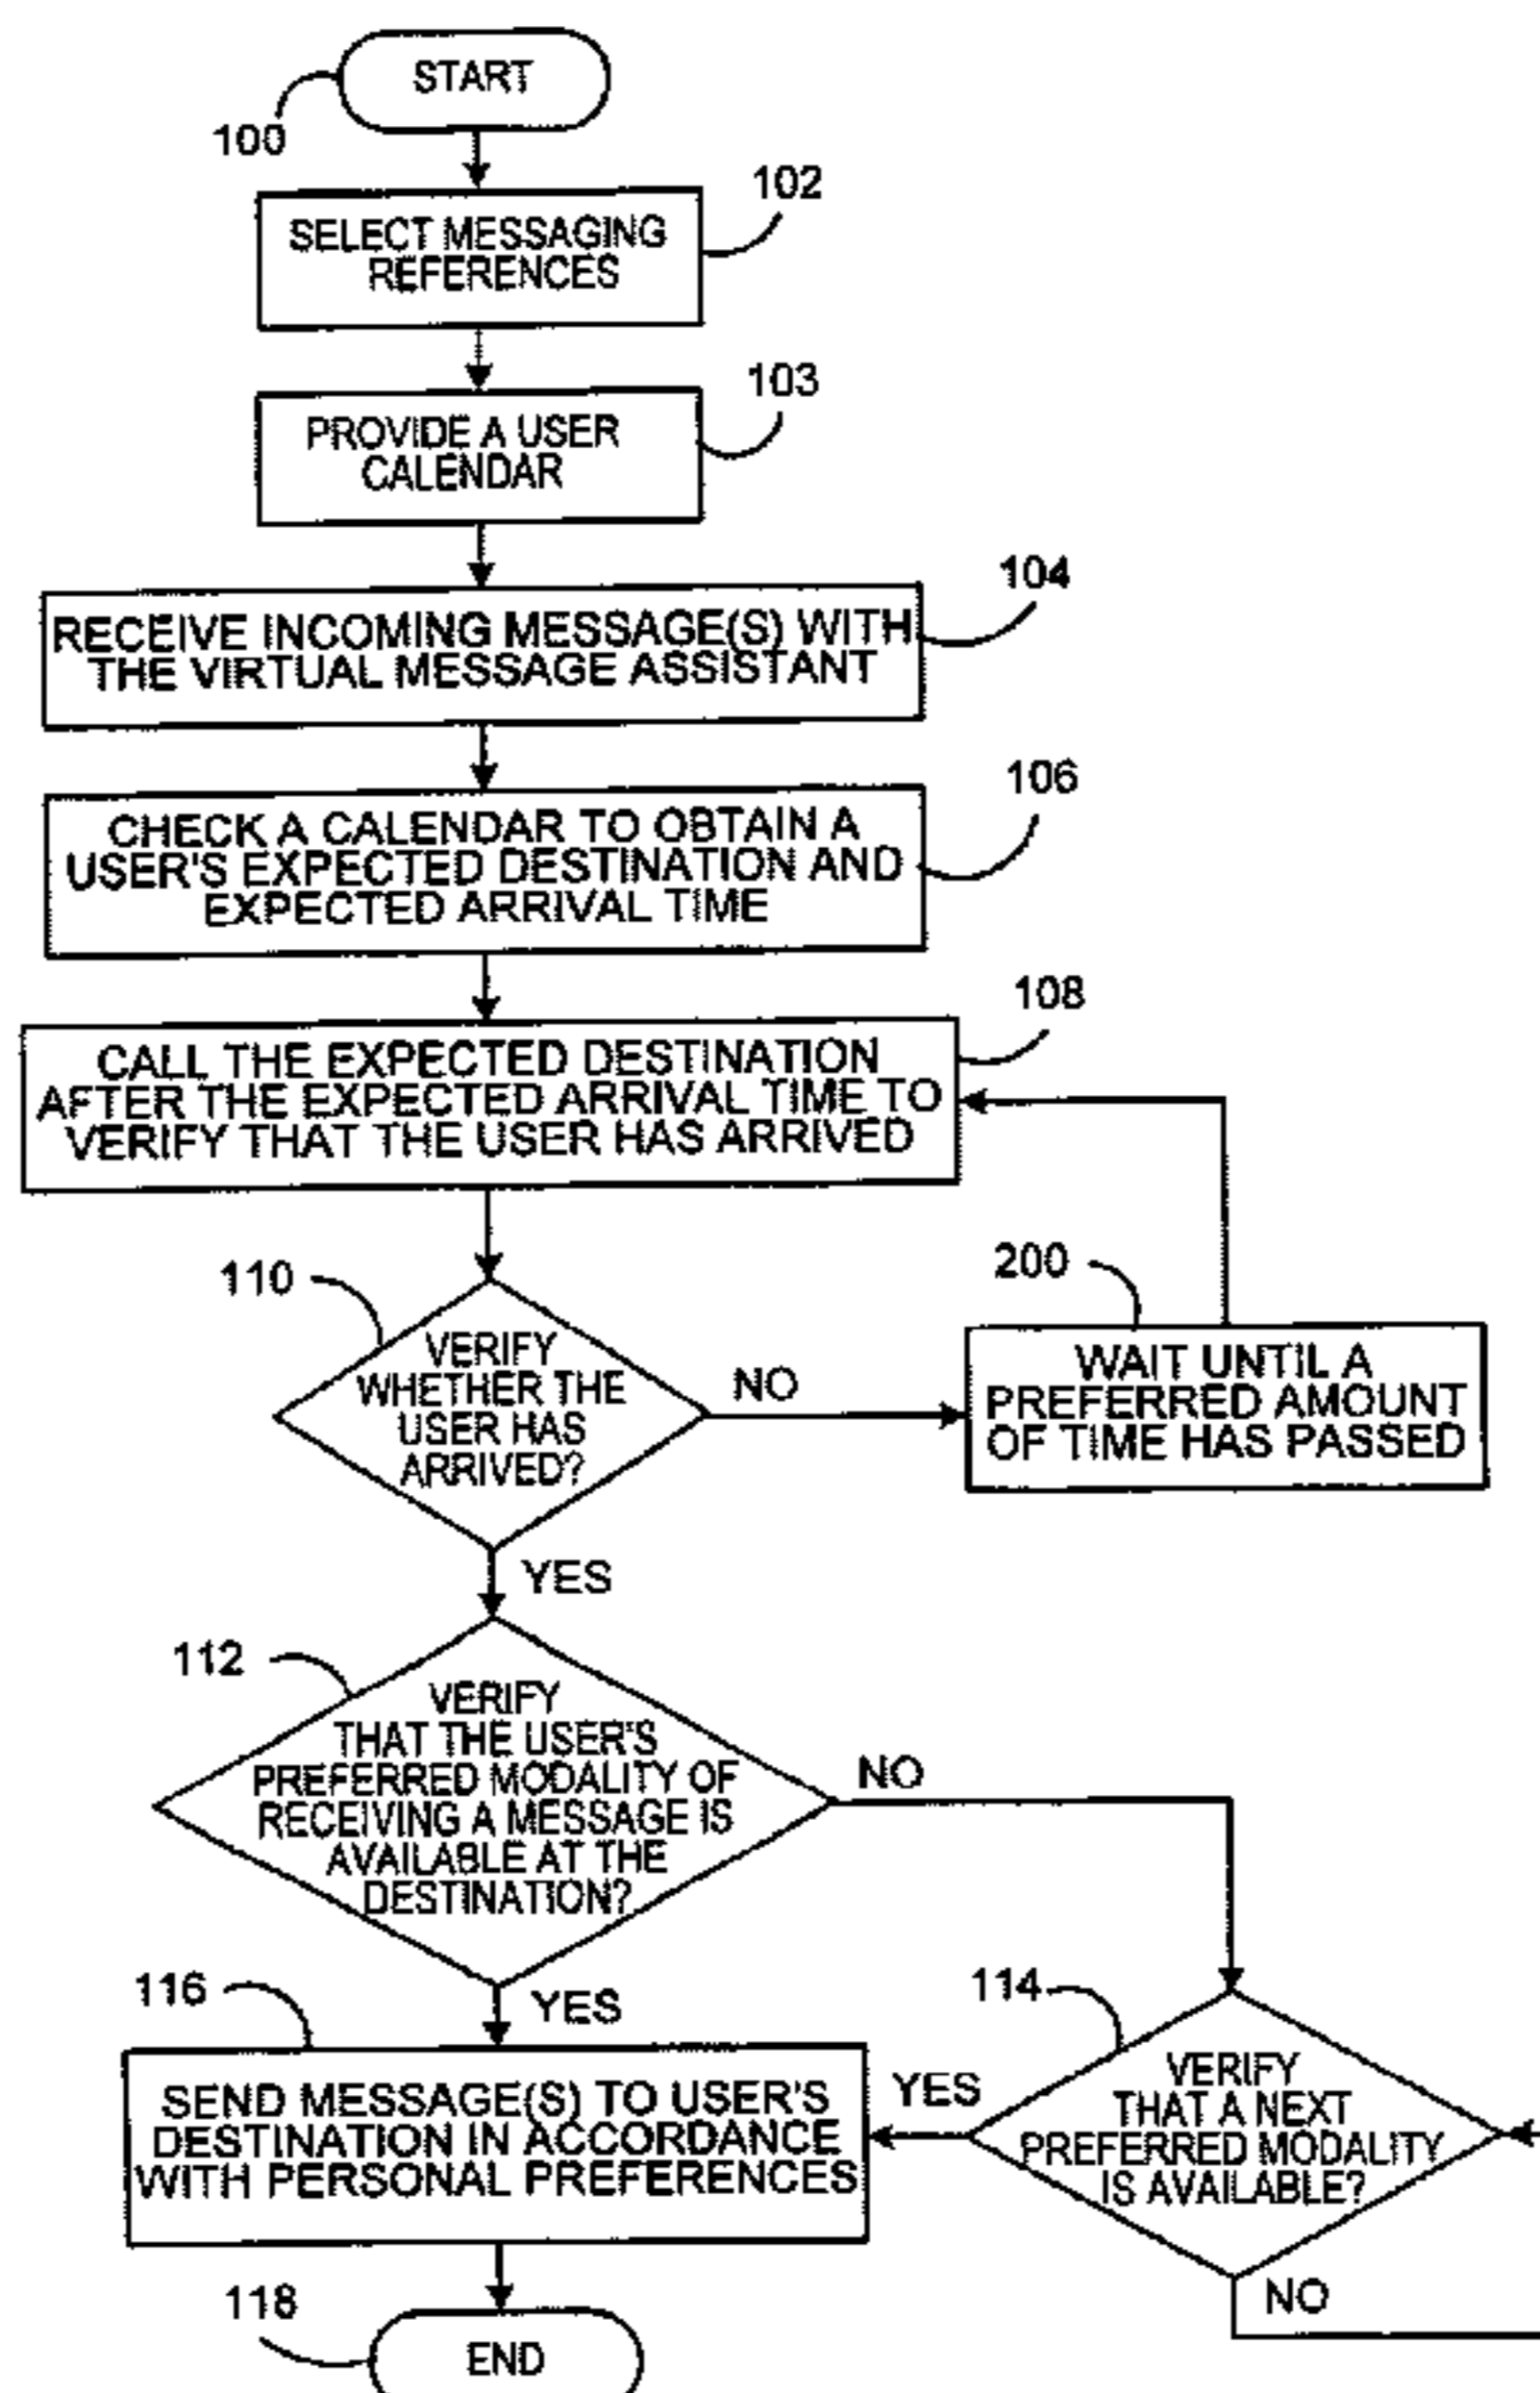 START
100
102
SELECT MESSAGING
REFERENCES
103
PROVIDE A USER
CALENDAR
104
RECEIVE INCOMING MESSAGE(S) WITH
THE VIRTUAL MESSAGE ASSISTANT
106
CHECK A CALENDAR TO OBTAIN A
USER'S EXPECTED DESTINATION AND
EXPECTED ARRIVAL TIME
108
CALL THE EXPECTED DESTINATION
AFTER THE EXPECTED ARRIVAL TIME TO
VERIFY THAT THE USER HAS ARRIVED
110
VERIFY
WHETHER THE
USER HAS
ARRIVED?
NO
200
WAIT UNTIL A
PREFERRED AMOUNT
OF TIME HAS PASSED
YES
112
VERIFY
THAT THE USER'S
PREFERRED MODALITY OF
RECEIVING A MESSAGE IS
AVAILABLE AT THE
DESTINATION?
NO
YES
114
VERIFY
THAT A NEXT
PREFERRED MODALITY
IS AVAILABLE?
YES
NO
116
SEND MESSAGE(S) TO USER'S
DESTINATION IN ACCORDANCE
WITH PERSONAL PREFERENCES
118
END